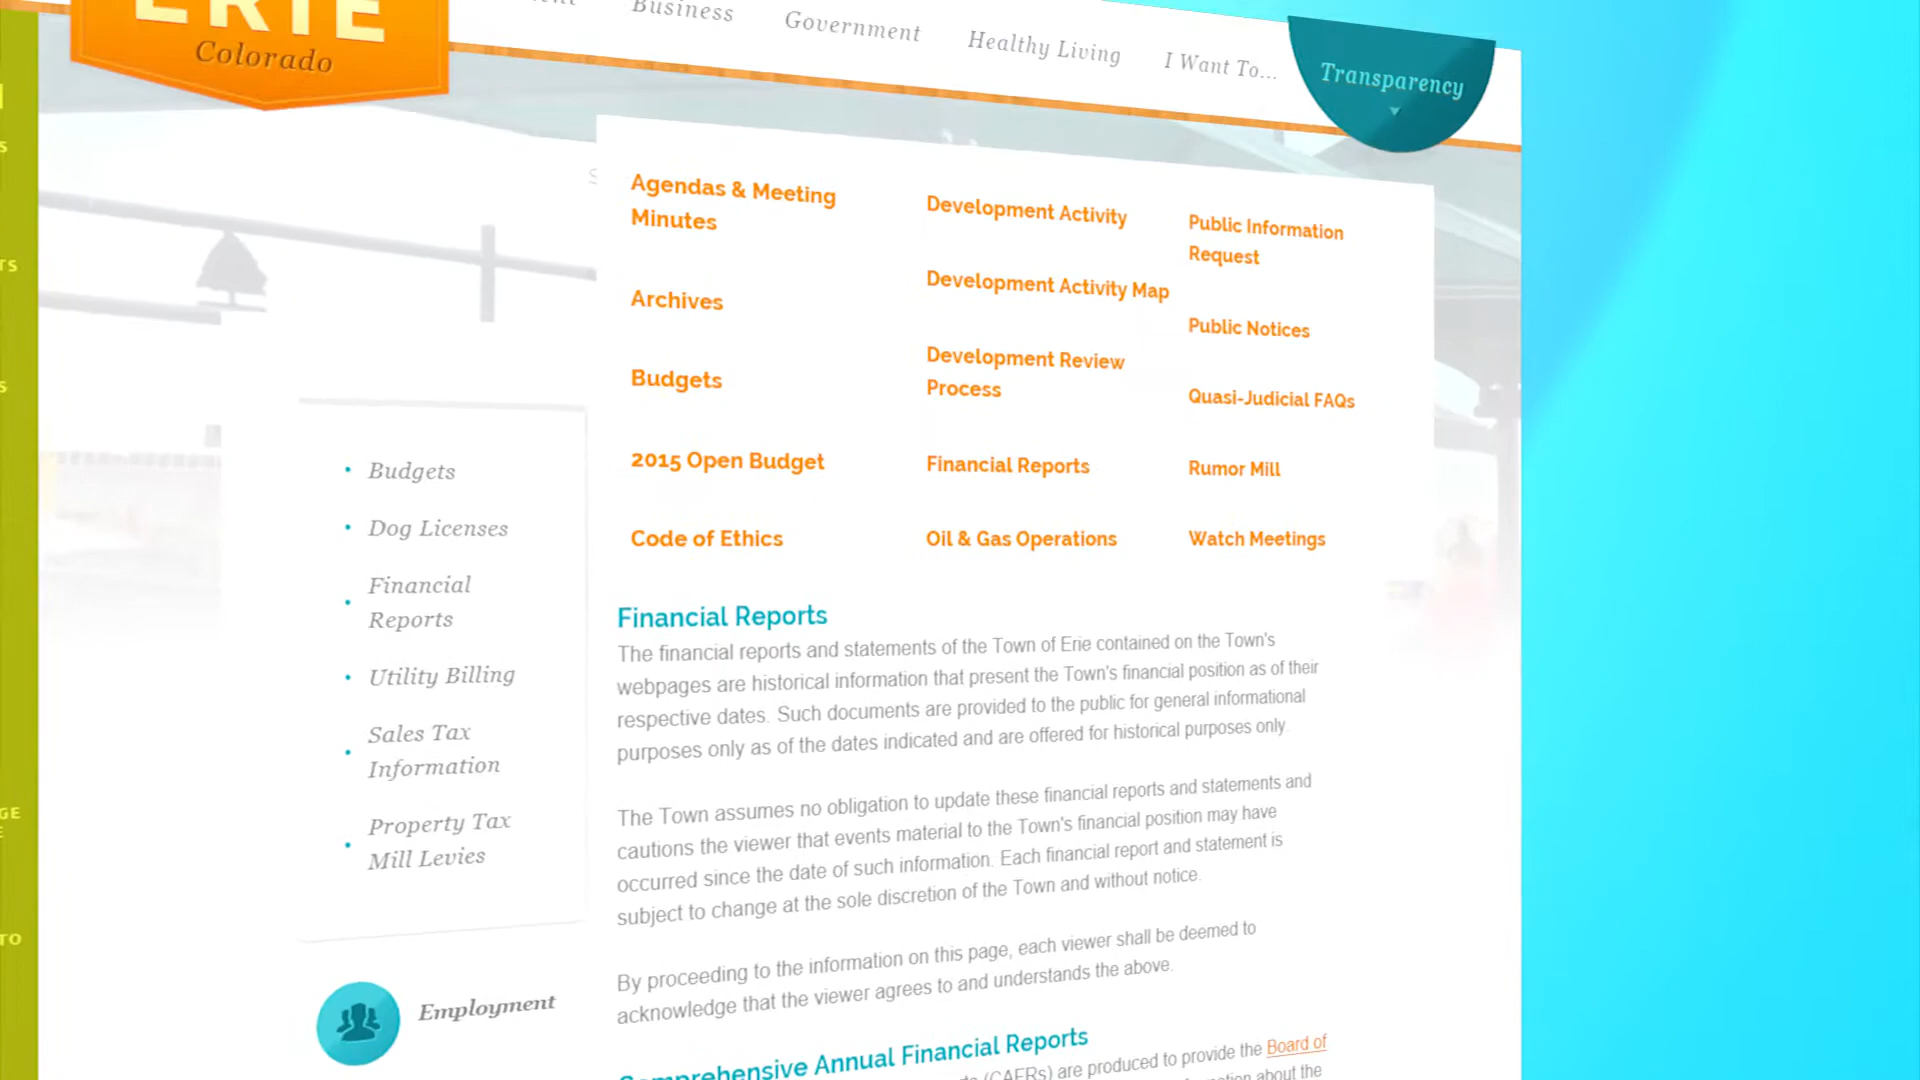 ERIE
Colorado
Business
Government
Healthy Living
I Want To...
Transparency
Agendas & Meeting
Minutes
Archives
Budgets
2015 Open Budget
Code of Ethics
Development Activity
Development Activity Map
Development Review
Process
Financial Reports
Oil & Gas Operations
Public Information
Request
Public Notices
Quasi-Judicial FAQs
Rumor Mill
Watch Meetings
Budgets
Dog Licenses
Financial
Reports
Utility Billing
Sales Tax
Information
Property Tax
Mill Levies
Employment
Financial Reports
The financial reports and statements of the Town of Erie contained on the Town's
webpages are historical information that present the Town's financial position as of their
respective dates. Such documents are provided to the public for general informational
purposes only as of the dates indicated and are offered for historical purposes only.
The Town assumes no obligation to update these financial reports and statements and
cautions the viewer that events material to the Town's financial position may have
occurred since the date of such information. Each financial report and statement is
subject to change at the sole discretion of the Town and without notice.
By proceeding to the information on this page, each viewer shall be deemed to
acknowledge that the viewer agrees to and understands the above.
Comprehensive Annual Financial Reports
(CAFRs) are produced to provide the Board of
about the
TO